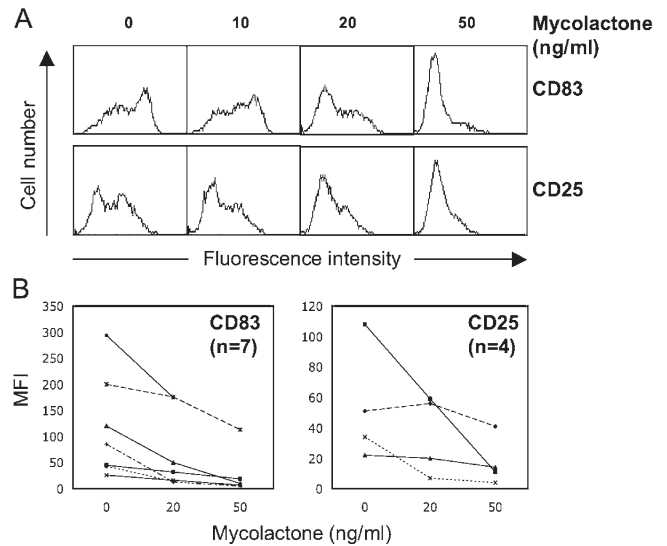 A
0 10 20 50 Mycolactone
(ng/ml)
CD83
CD25
Cell number
Fluorescence intensity
B
CD83
(n=7)
350
300
250
200
150
100
50
0
0 20 50
CD25
(n=4)
120
100
80
60
40
20
0
0 20 50
MFI
Mycolactone (ng/ml)